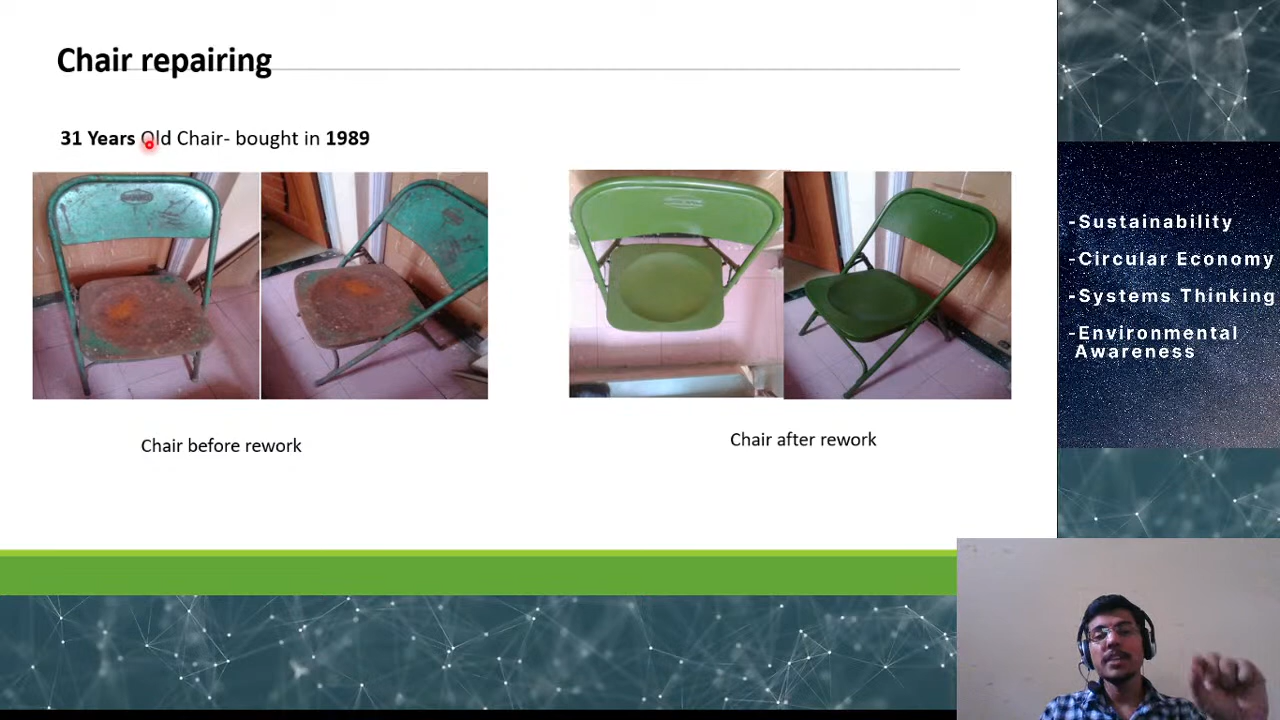 Chair repairing
31 Years Old Chair- bought in 1989
Chair before rework
Chair after rework
-Sustainability
-Circular Economy
-Systems Thinking
-Environmental
Awareness